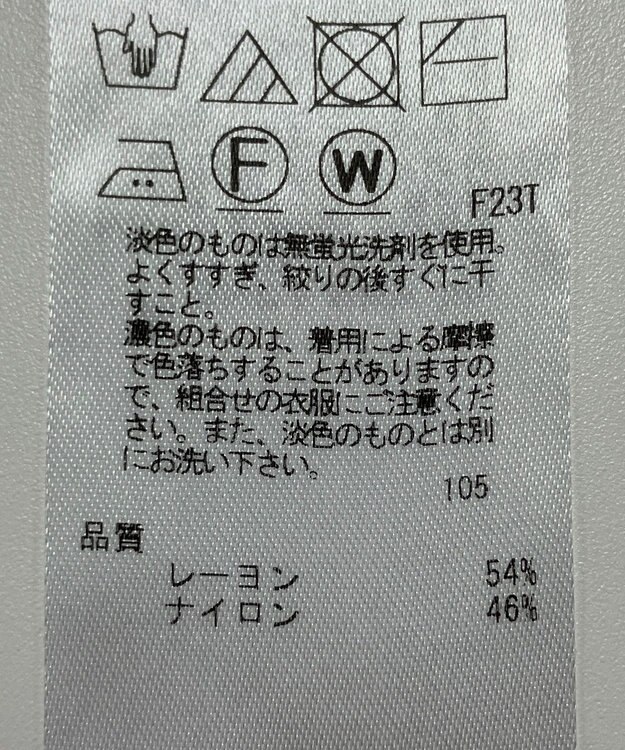 F
W
F23T
淡色のものは無蛍光洗剤を使用。
よくすすぎ、絞りの後すぐに干
すこと。
濃色のものは、着用による摩擦
で色落ちすることがありますの
で、組合せの衣服にご注意くだ
さい。また、淡色のものとは別
にお洗い下さい。
105
品質
レーヨン 54%
ナイロン 46%